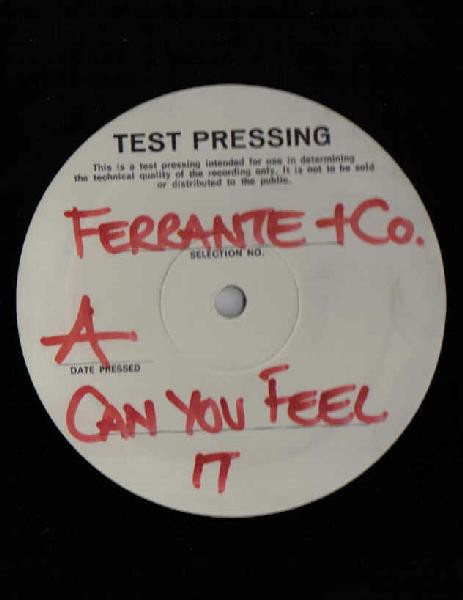 TEST PRESSING
This is a test pressing intended for use in determining
the technical quality of the recording only. It is not to be sold
or distributed to the public.
FERRANTE + Co.
SELECTION NO.
A
DATE PRESSED
CAN YOU FEEL
IT